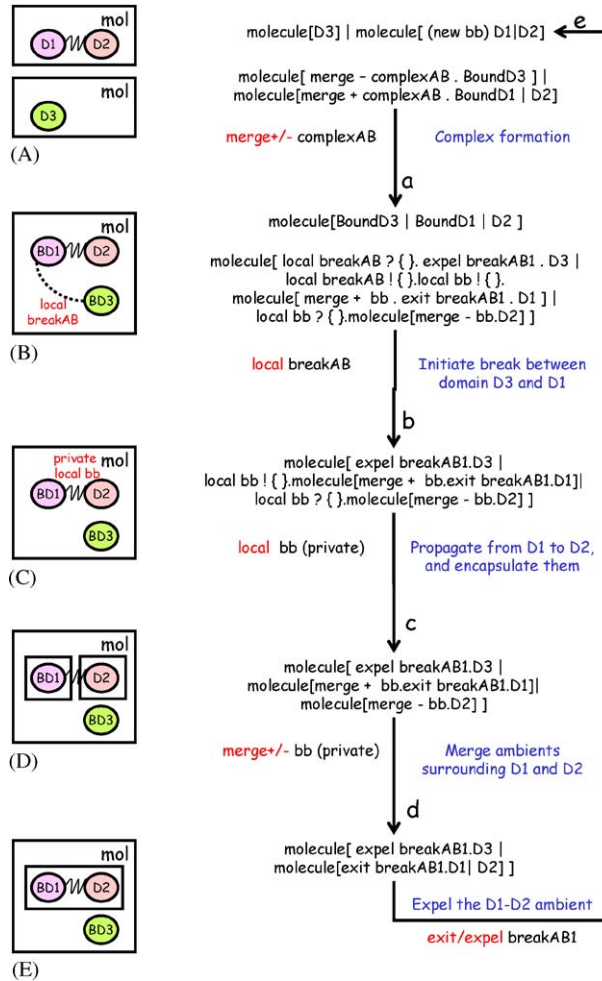 mol
D1 D2
mol
D3
(A)
molecule[D3] | molecule[ (new bb) D1|D2]
e
molecule[ merge - complexAB . BoundD3 ] |
molecule[merge + complexAB . BoundD1 | D2]
merge+/- complexAB
Complex formation
a
mol
BD1 D2
BD3
local
breakAB
(B)
molecule[BoundD3 | BoundD1 | D2 ]
molecule[ local breakAB ? { }. expel breakAB1 . D3 |
local breakAB ! { }.local bb ! { }.
molecule[ merge + bb . exit breakAB1 . D1 ] |
local bb ? { }.molecule[merge - bb.D2] ]
local breakAB
Initiate break between
domain D3 and D1
b
mol
private
local bb
BD1 D2
BD3
(C)
molecule[ expel breakAB1.D3 |
local bb ! { }.molecule[merge + bb.exit breakAB1.D1]|
local bb ? { }.molecule[merge - bb.D2] ]
local bb (private)
Propagate from D1 to D2,
and encapsulate them
c
mol
BD1 D2
BD3
(D)
molecule[ expel breakAB1.D3 |
molecule[merge + bb.exit breakAB1.D1]|
molecule[merge - bb.D2] ]
merge+/- bb (private)
Merge ambients
surrounding D1 and D2
d
mol
BD1 D2
BD3
(E)
molecule[ expel breakAB1.D3 |
molecule[exit breakAB1.D1| D2] ]
Expel the D1-D2 ambient
exit/expel breakAB1